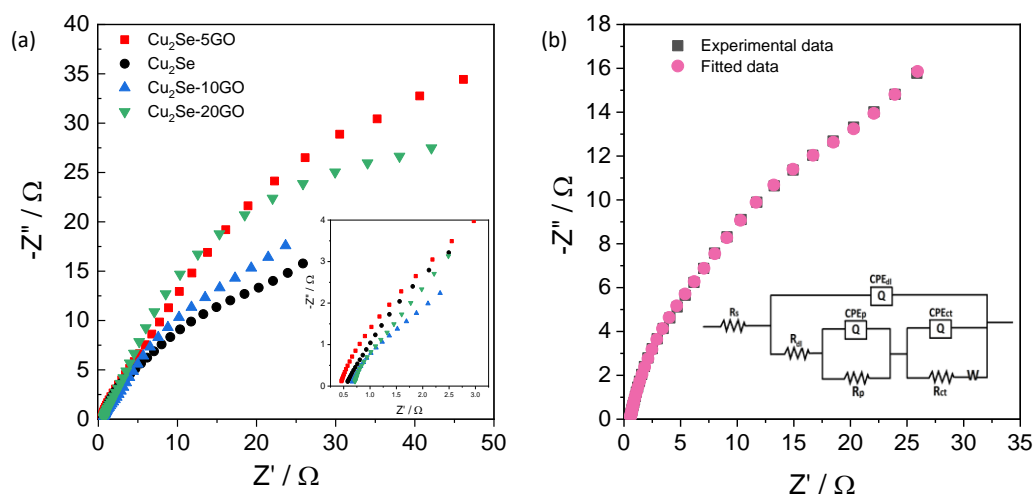 (a)
-Z" / Ω
40
35
30
25
20
15
10
5
0
Cu₂Se-5GO
Cu₂Se
Cu₂Se-10GO
Cu₂Se-20GO
-Z" / Ω
4
3
2
1
0
0.5 1.0 1.5 2.0 2.5 3.0
Z' / Ω
0 10 20 30 40 50
Z' / Ω
(b)
-Z" / Ω
-18
16
14
12
10
8
6
4
2
0
Experimental data
Fitted data
CPEdl
Q
Rs
CPEp
CPEct
Q
Q
Rdl
Rp
Rct
W
0 5 10 15 20 25 30 35
Z' / Ω